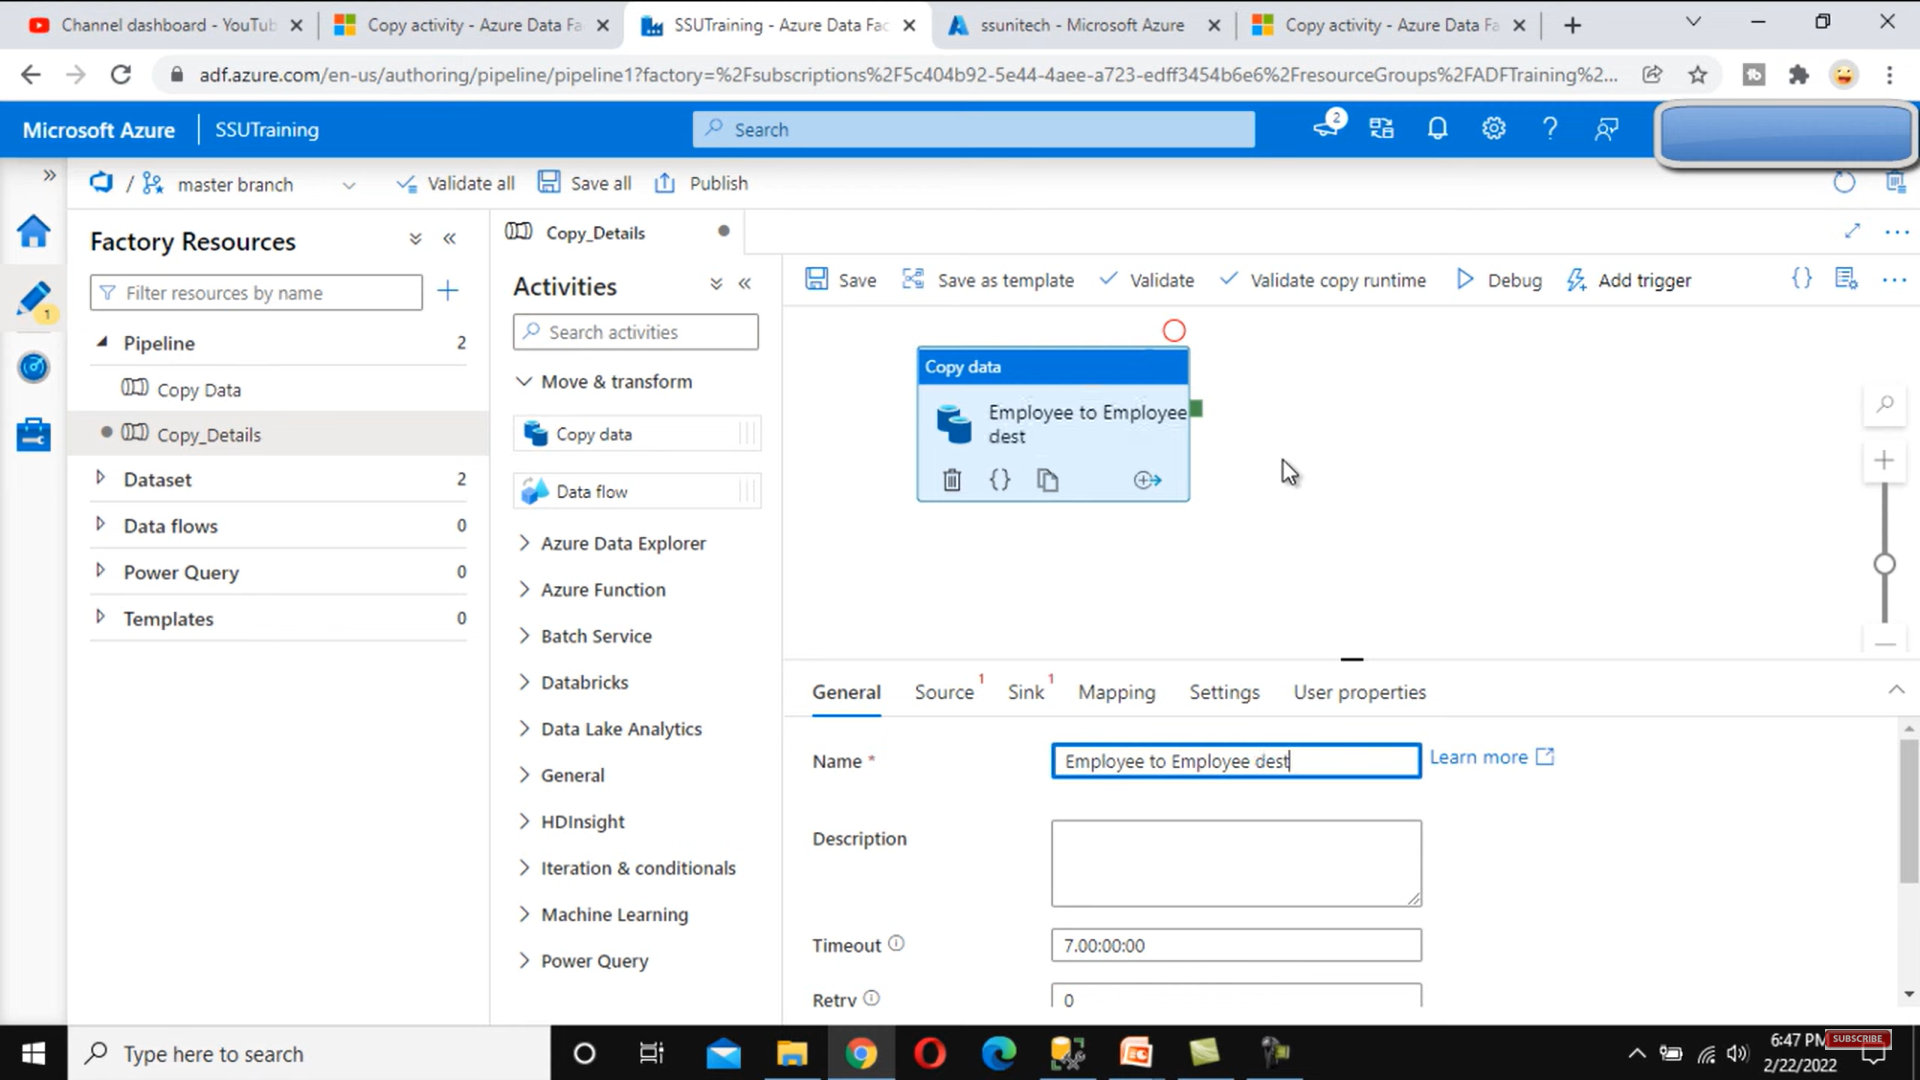 Channel dashboard - YouTub
Copy activity - Azure Data Fa
SSUTraining - Azure Data Fac
ssunitech - Microsoft Azure
Copy activity - Azure Data Fa
adf.azure.com/en-us/authoring/pipeline/pipeline1?factory=%2Fsubscriptions%2F5c404b92-5e44-4aee-a723-edff3454b6e6%2FresourceGroups%2FADFTraining%2...
Microsoft Azure
SSUTraining
Search
2
/ master branch
Validate all
Save all
Publish
Factory Resources
Filter resources by name
1
Pipeline 2
Copy Data
Copy_Details
Dataset 2
Data flows 0
Power Query 0
Templates 0
Copy_Details
Activities
Search activities
Move & transform
Copy data
Data flow
Azure Data Explorer
Azure Function
Batch Service
Databricks
Data Lake Analytics
General
HDInsight
Iteration & conditionals
Machine Learning
Power Query
Save
Save as template
Validate
Validate copy runtime
Debug
Add trigger
Copy data
Employee to Employee
dest
General
Source 1
Sink 1
Mapping
Settings
User properties
Name *
Employee to Employee dest
Learn more
Description
Timeout
7.00:00:00
Retry
0
Type here to search
6:47 PM
2/22/2022
SUBSCRIBE